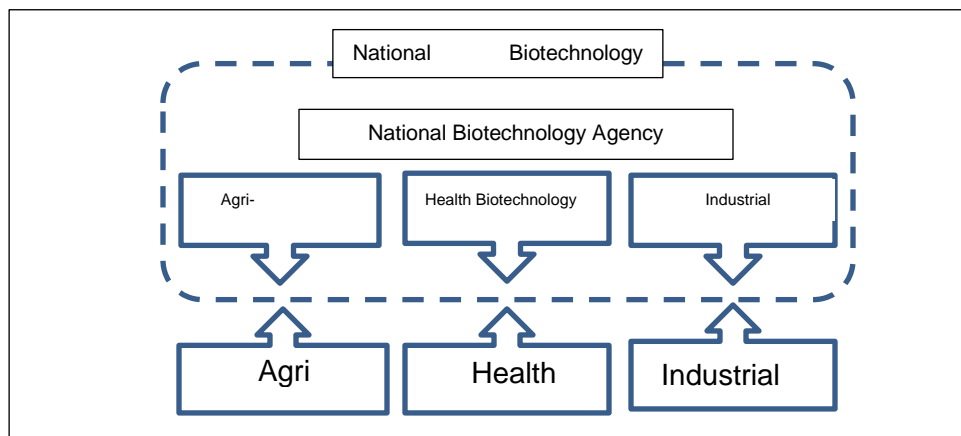 National Biotechnology
National Biotechnology Agency
Agri-
Health Biotechnology
Industrial
Agri
Health
Industrial